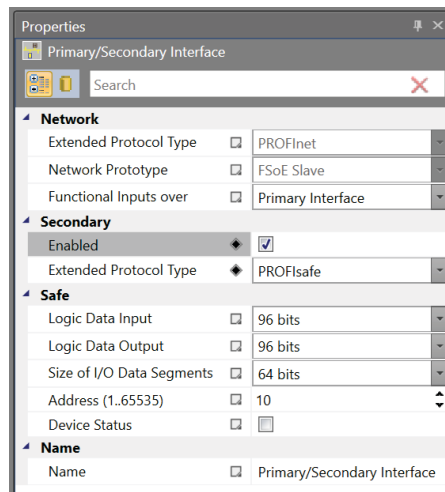 Properties
Primary/Secondary Interface
Search
Network
Extended Protocol Type PROFInet
Network Prototype FSoE Slave
Functional Inputs over Primary Interface
Secondary
Enabled
Extended Protocol Type PROFIsafe
Safe
Logic Data Input 96 bits
Logic Data Output 96 bits
Size of I/O Data Segments 64 bits
Address (1..65535) 10
Device Status
Name
Name Primary/Secondary Interface